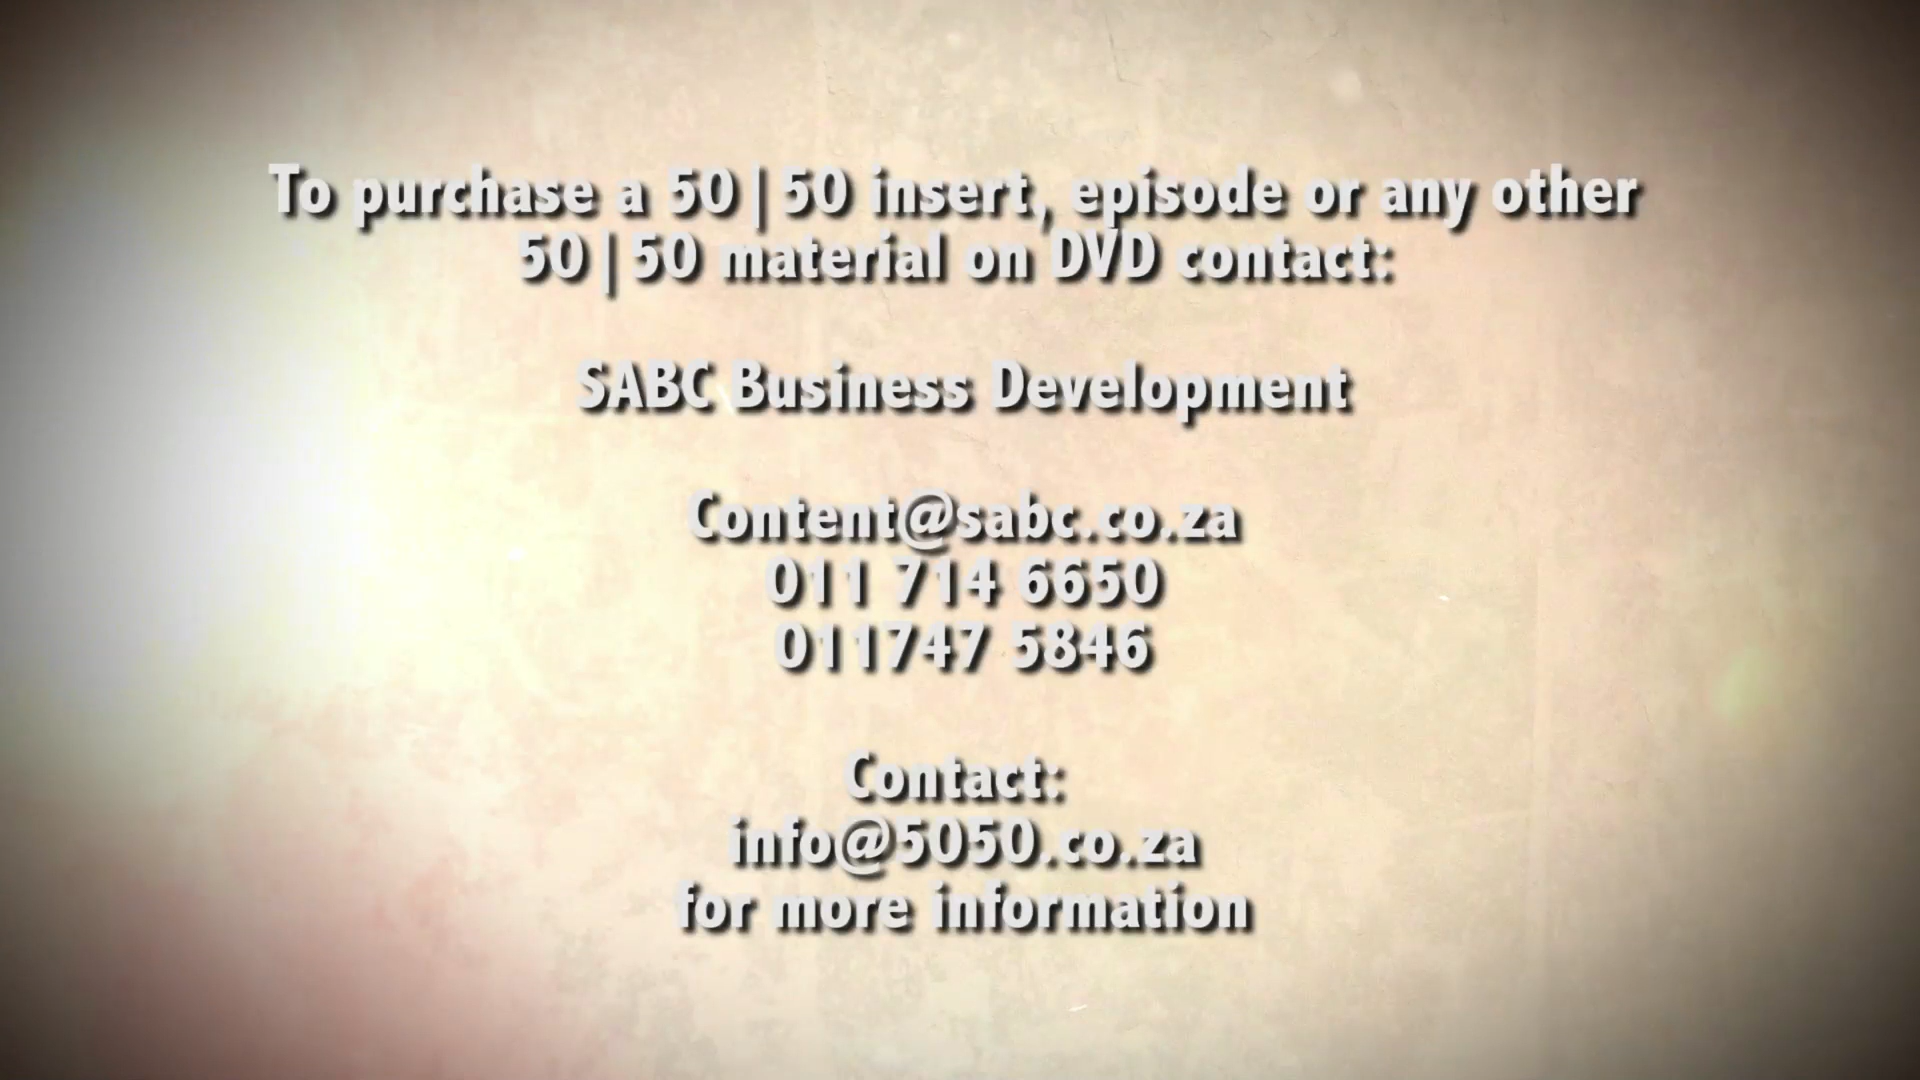 To purchase a 50|50 insert, episode or any other
50|50 material on DVD contact:
SABC Business Development
Content@sabc.co.za
011 714 6650
011747 5846
Contact:
info@5050.co.za
for more information